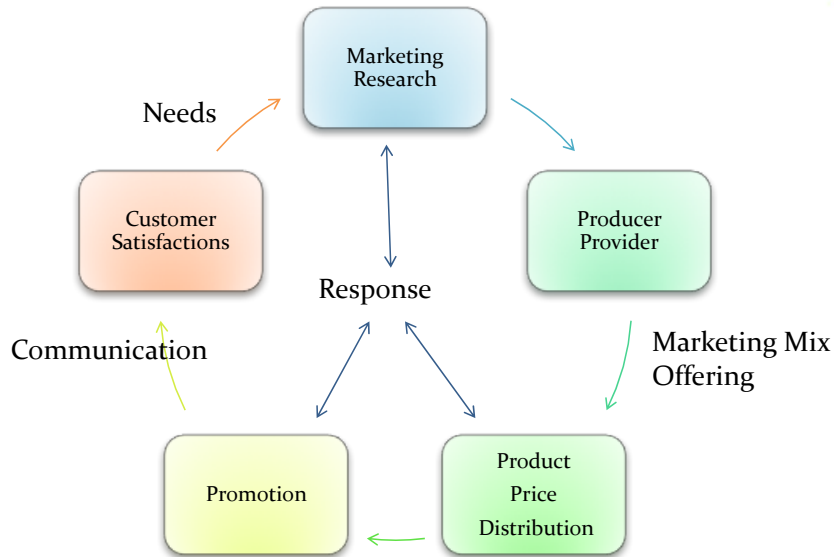 Marketing
Research
Needs
Customer
Satisfactions
Producer
Provider
Response
Communication
Marketing Mix
Offering
Promotion
Product
Price
Distribution